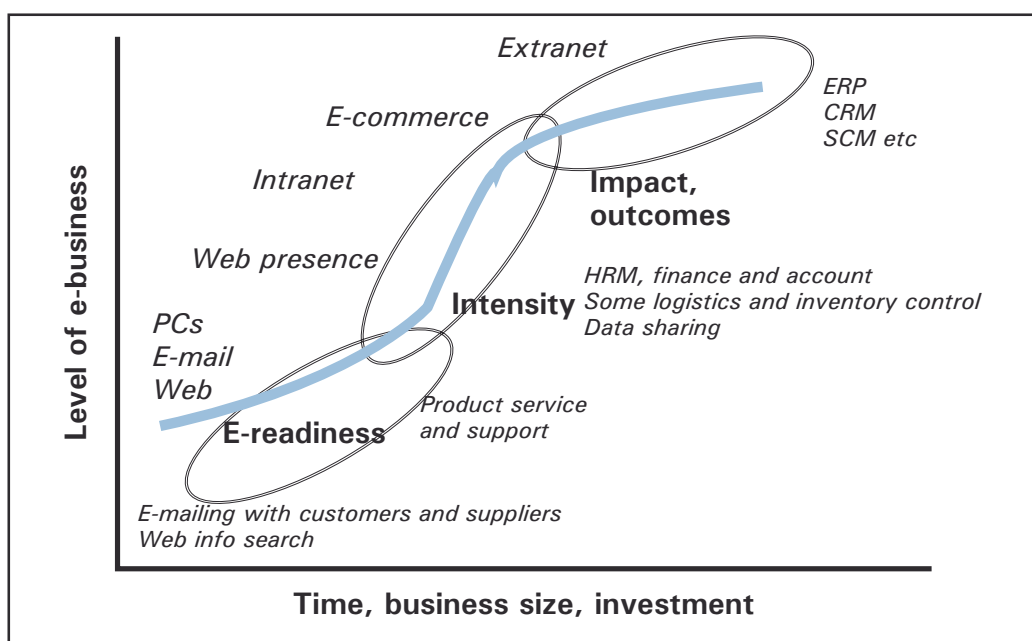 Extranet
ERP
CRM
SCM etc
E-commerce
Intranet
Impact,
outcomes
Web presence
HRM, finance and account
Intensity
Some logistics and inventory control
Data sharing
PCs
E-mail
Web
Product service
and support
E-readiness
E-mailing with customers and suppliers
Web info search
Level of e-business
Time, business size, investment